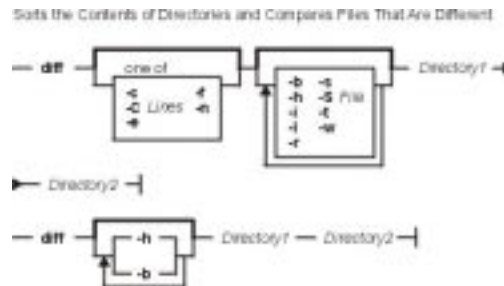 Sorts the Contents of Directories and Compares Files That Are Different
diff
one of
-c
-C Lines
-e
-f
-n
-b
-h
-i
-l
-r
-s
-S File
-t
-w
Directory1
Directory2
diff
-h
-b
Directory1
Directory2